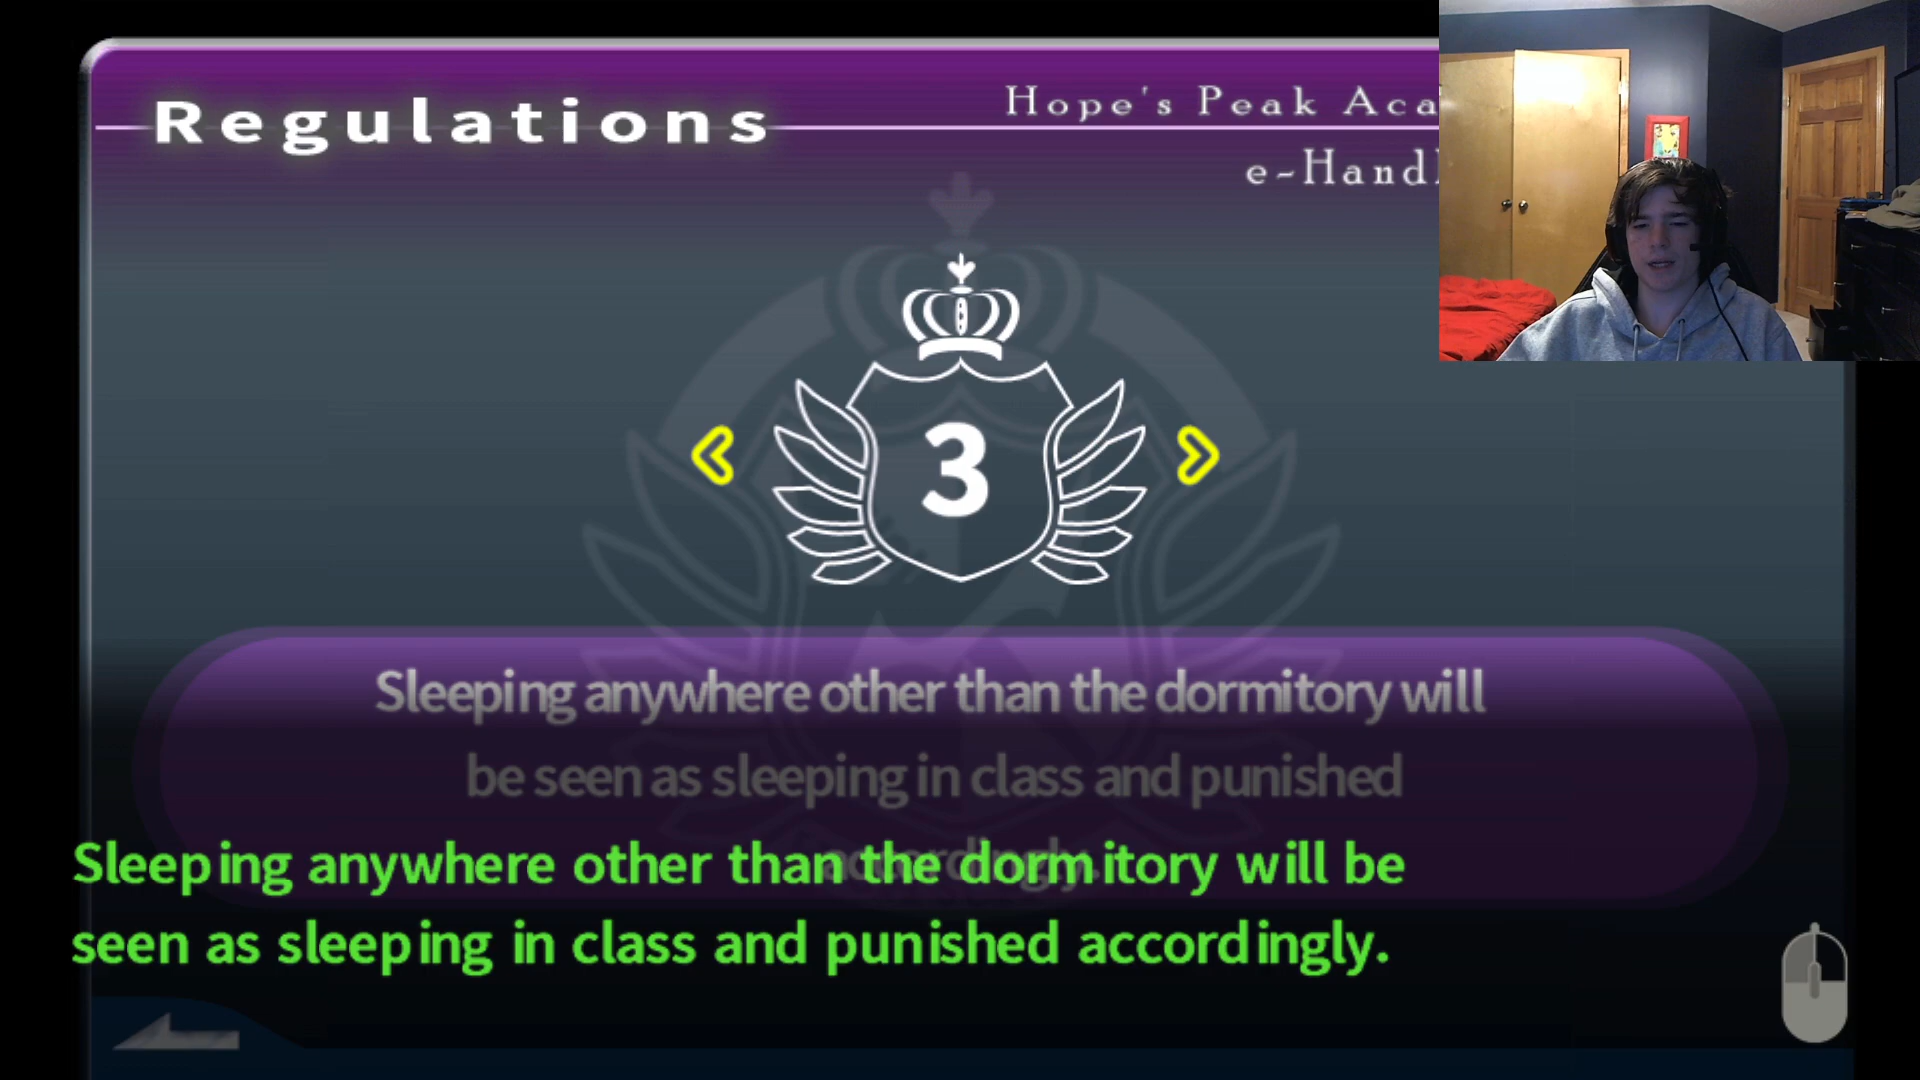 Regulations
Hope's Peak Aca
e-Hand
3
Sleeping anywhere other than the dormitory will
be seen as sleeping in class and punished
accordingly.
Sleeping anywhere other than the dormitory will be
seen as sleeping in class and punished accordingly.